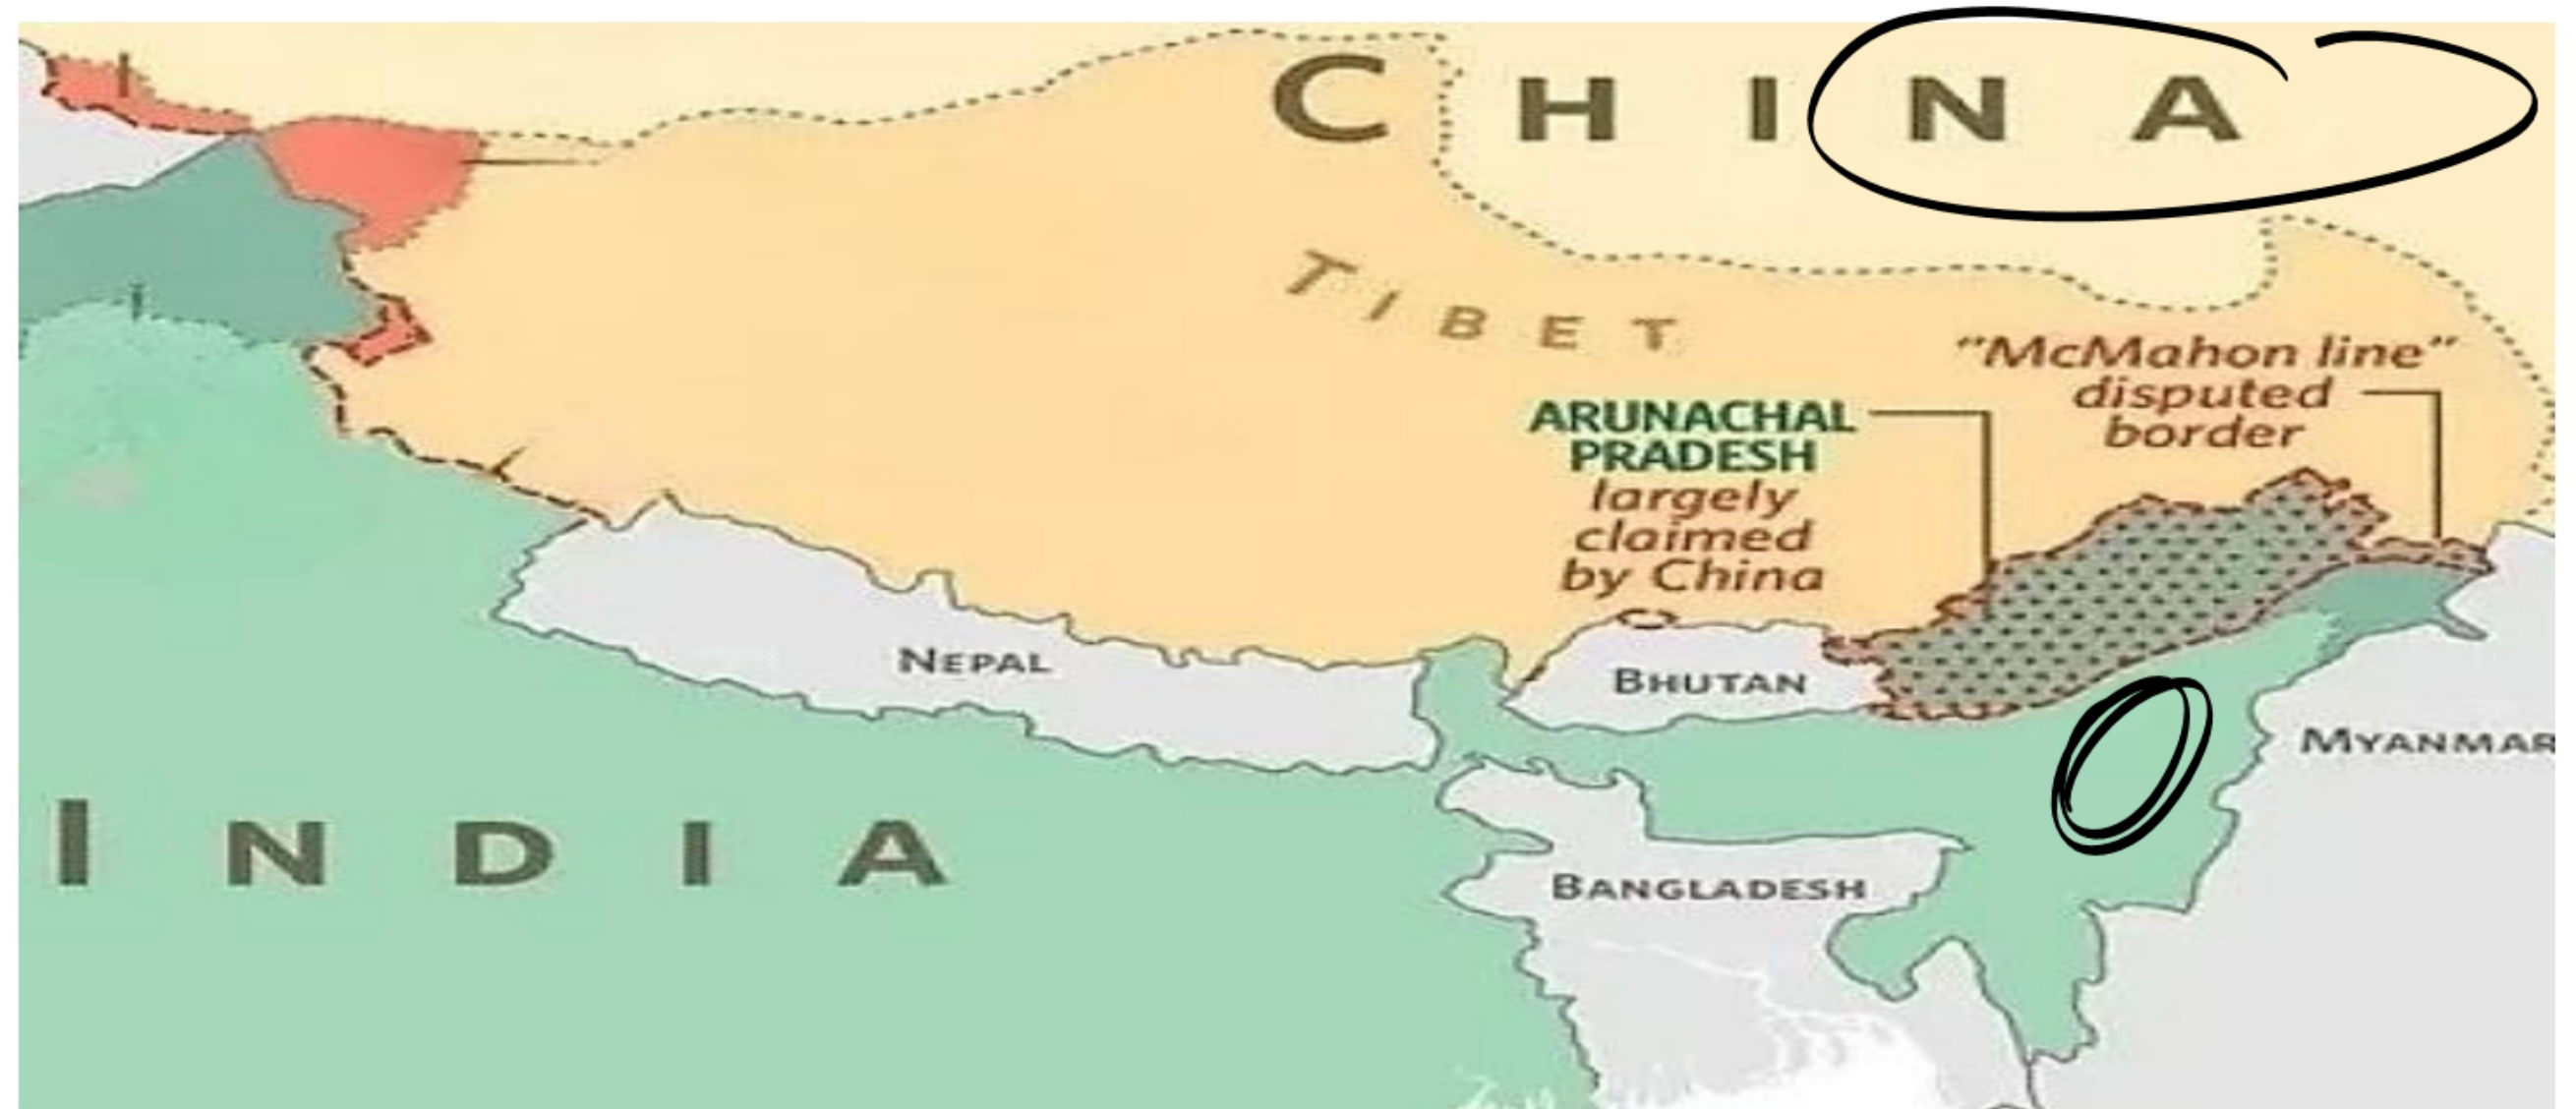 CHINA
TIBET
"McMahon line"
disputed
border
ARUNACHAL
PRADESH
largely
claimed
by China
NEPAL
BHUTAN
MYANMAR
INDIA
BANGLADESH